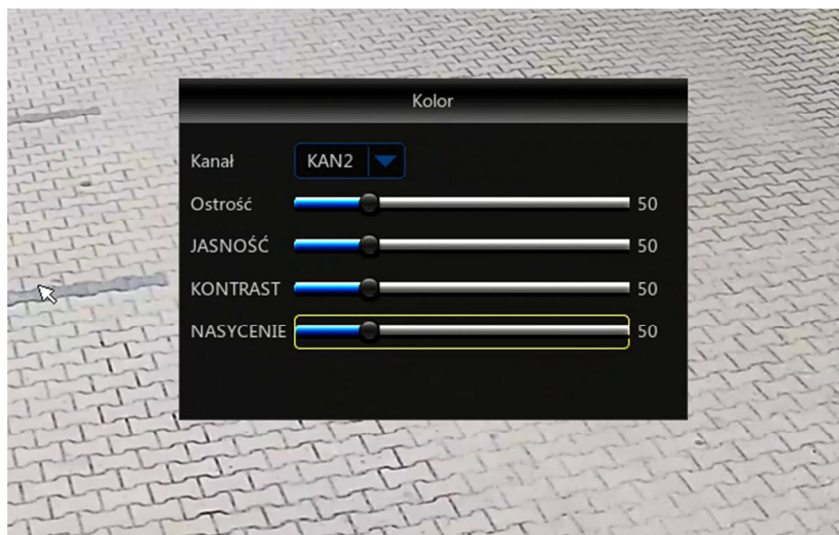 Kolor
Kanał KAN2
Ostrość 50
JASNOŚĆ 50
KONTRAST 50
NASYCENIE 50